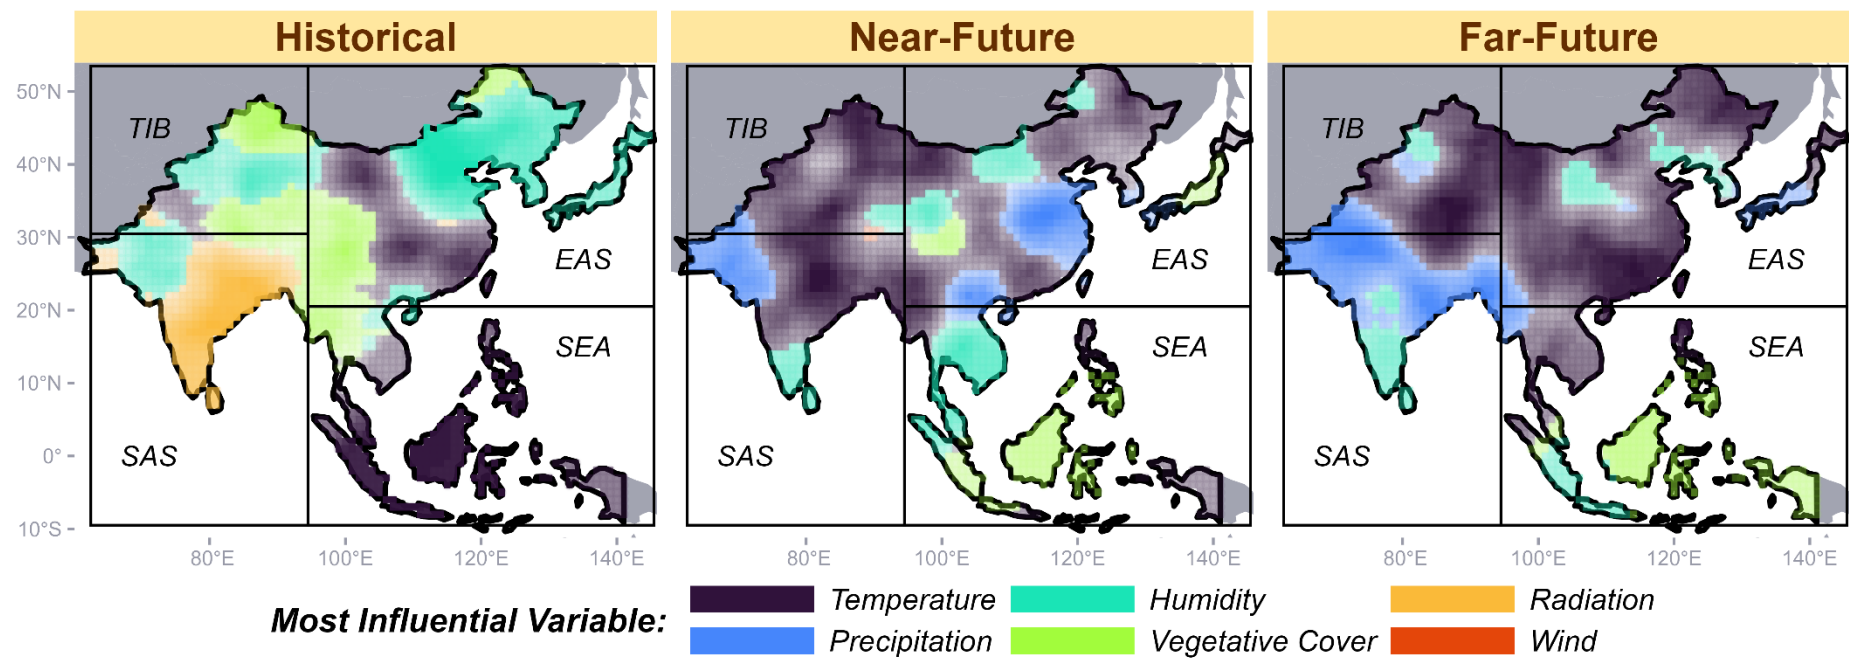 Historical
Near-Future
Far-Future
50°N
40°N
30°N
20°N
10°N
0°
10°S
TIB
EAS
SEA
SAS
TIB
EAS
SEA
SAS
TIB
EAS
SEA
SAS
80°E 100°E 120°E 140°E
80°E 100°E 120°E 140°E
80°E 100°E 120°E 140°E
Most Influential Variable:
Temperature Humidity Radiation
Precipitation Vegetative Cover Wind